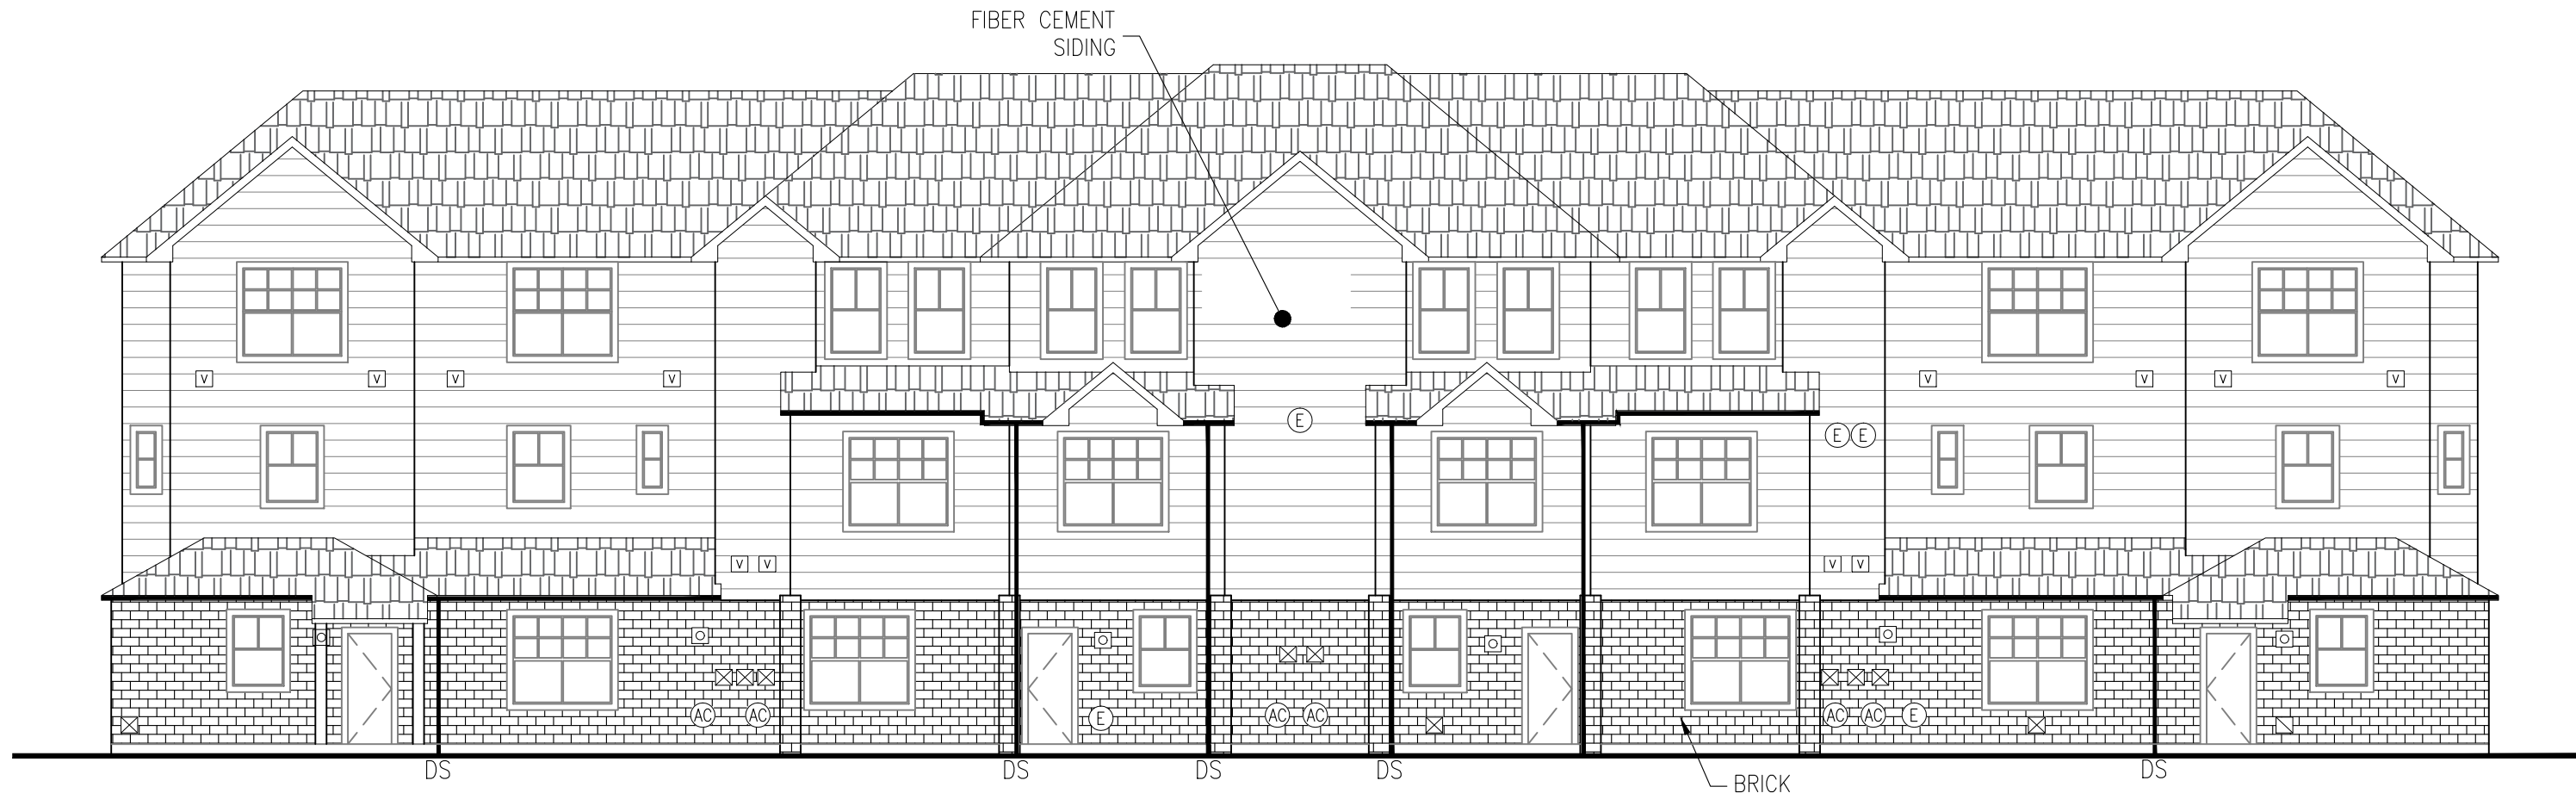 FIBER CEMENT
SIDING
V V V V V V V V
E
E E
V V V V
AC AC E AC AC AC AC E
DS DS DS DS DS
BRICK